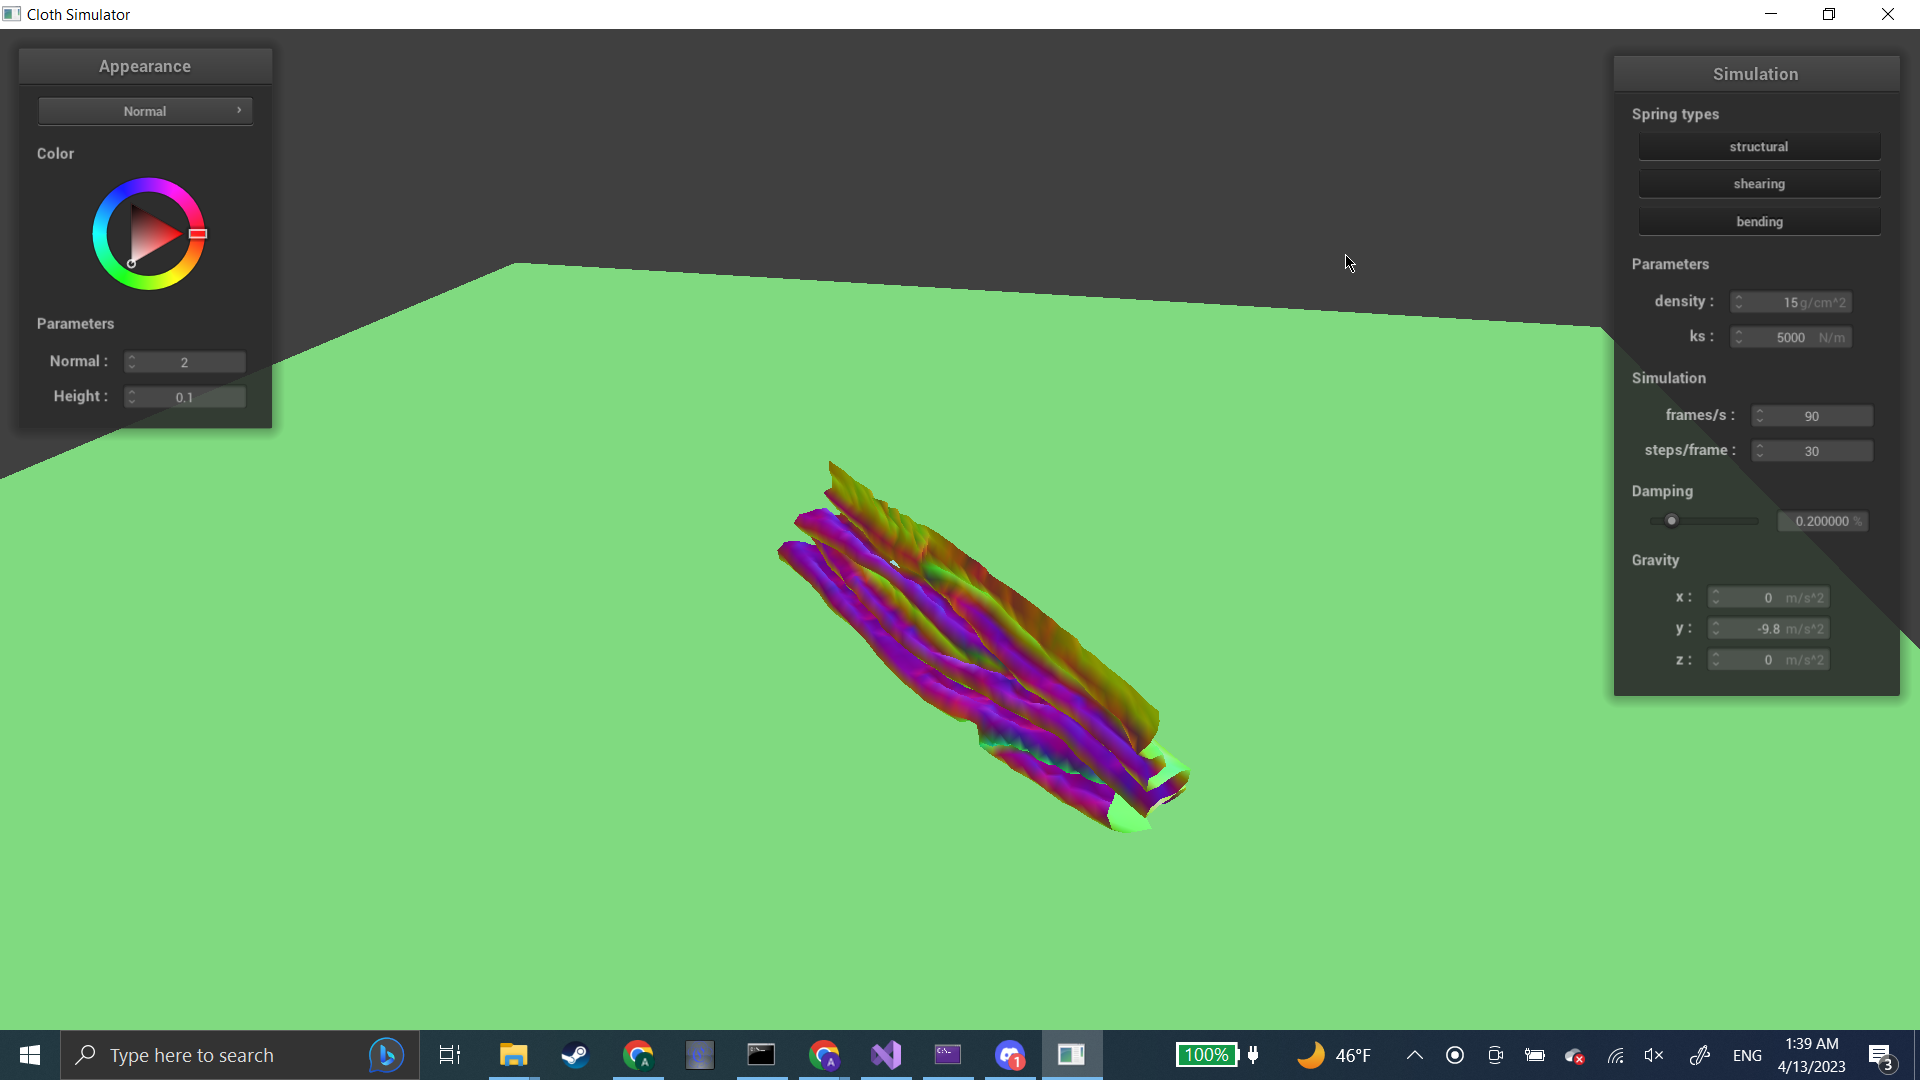 Cloth Simulator
Appearance
Normal
Color
Parameters
Normal : 2
Height : 0.1
Simulation
Spring types
structural
shearing
bending
Parameters
density : 15 g/cm^2
ks : 5000 N/m
Simulation
frames/s : 90
steps/frame : 30
Damping
0.200000 %
Gravity
x : 0 m/s^2
y : -9.8 m/s^2
z : 0 m/s^2
Type here to search
A
A
1
100%
46°F
ENG
1:39 AM
4/13/2023
3